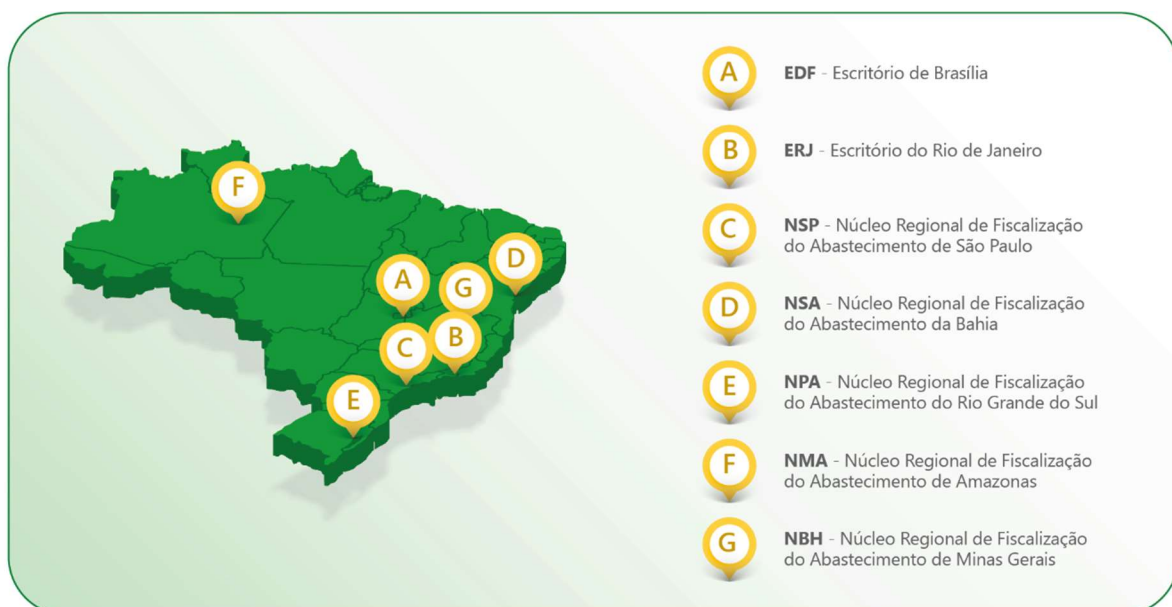 F
A
G
D
C
B
E
A
EDF - Escritório de Brasília
B
ERJ - Escritório do Rio de Janeiro
C
NSP - Núcleo Regional de Fiscalização
do Abastecimento de São Paulo
D
NSA - Núcleo Regional de Fiscalização
do Abastecimento da Bahia
E
NPA - Núcleo Regional de Fiscalização
do Abastecimento do Rio Grande do Sul
F
NMA - Núcleo Regional de Fiscalização
do Abastecimento de Amazonas
G
NBH - Núcleo Regional de Fiscalização
do Abastecimento de Minas Gerais